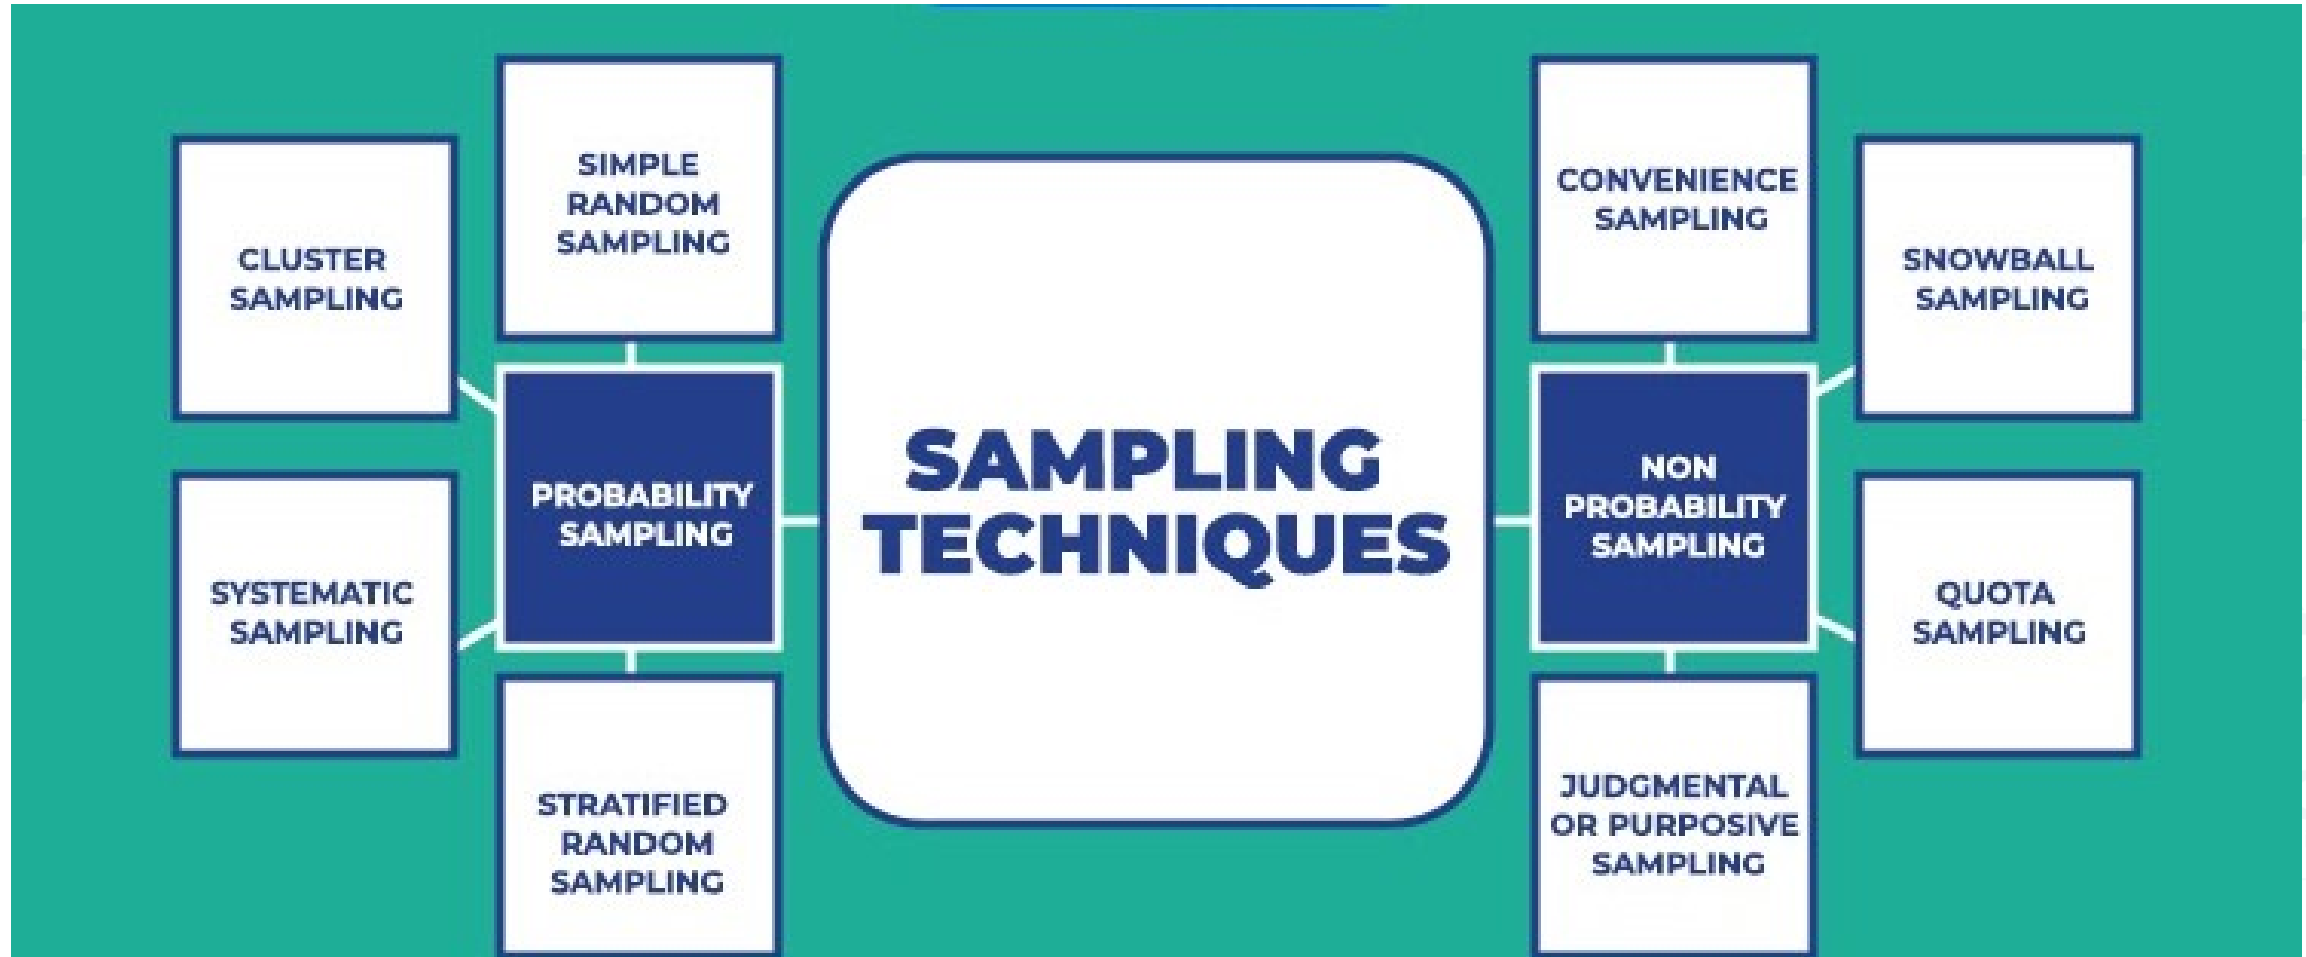 SIMPLE
RANDOM
SAMPLING
CLUSTER
SAMPLING
PROBABILITY
SAMPLING
SYSTEMATIC
SAMPLING
STRATIFIED
RANDOM
SAMPLING
SAMPLING
TECHNIQUES
CONVENIENCE
SAMPLING
SNOWBALL
SAMPLING
NON
PROBABILITY
SAMPLING
QUOTA
SAMPLING
JUDGMENTAL
OR PURPOSIVE
SAMPLING